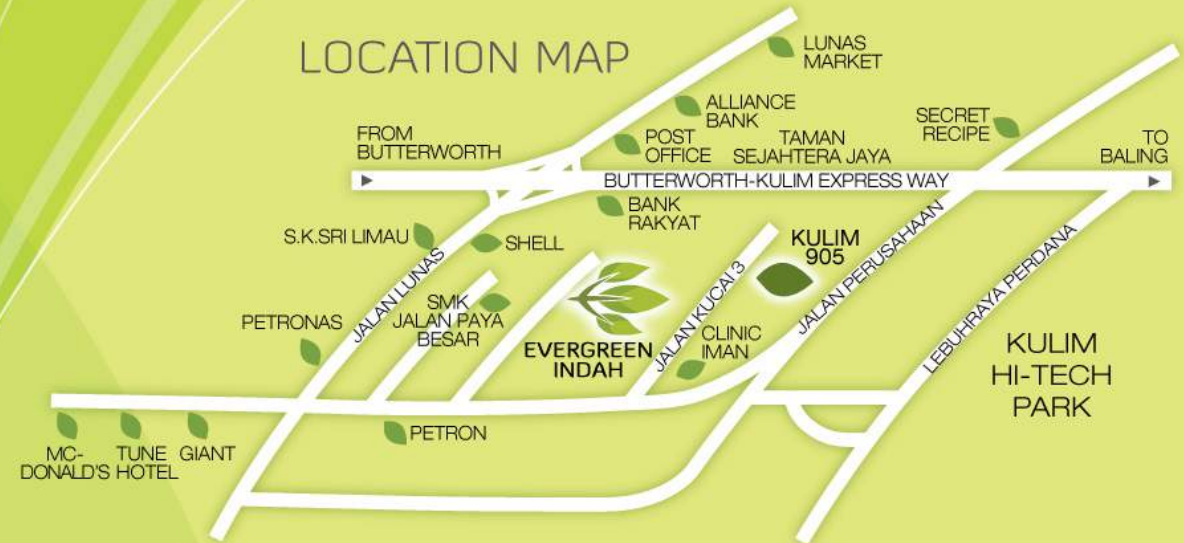 LOCATION MAP
LUNAS
MARKET
ALLIANCE
BANK
SECRET
RECIPE
FROM
BUTTERWORTH
POST
OFFICE
TAMAN
SEJAHTERA JAYA
TO
BALING
BUTTERWORTH-KULIM EXPRESS WAY
BANK
RAKYAT
S.K.SRI LIMAU
SHELL
KULIM
905
JALAN LUNAS
SMK
JALAN PAYA
BESAR
PETRONAS
EVERGREEN
INDAH
JALAN KUCAI 3
CLINIC
IMAN
JALAN PERUSAHAAN
LEBUHRAYA PERDANA
KULIM
HI-TECH
PARK
MC-
DONALD'S
TUNE
HOTEL
GIANT
PETRON